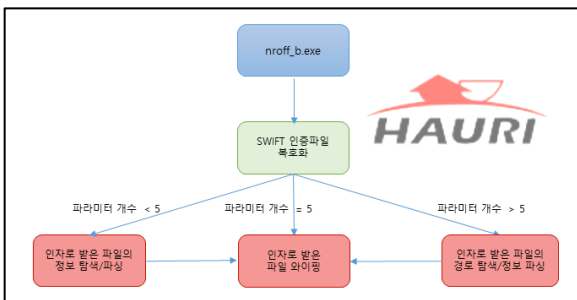 nroff_b.exe
HAURI
SWIFT 인증파일
복호화
파라미터 개수 < 5
파라미터 개수 = 5
파라미터 개수 > 5
인자로 받은 파일의
정보 탐색/파싱
인자로 받은
파일 와이핑
인자로 받은 파일의
경로 탐색/정보 파싱